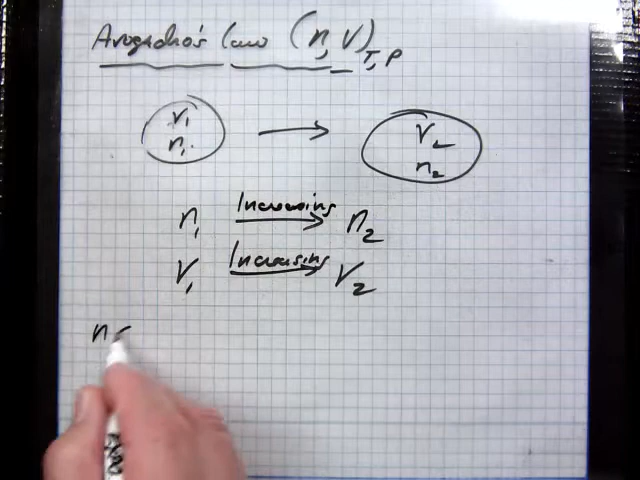 Avogadro's law (n, V)T,P
V1 V2
n1 n2
n1 Increasing n2
V1 Increasing V2
n